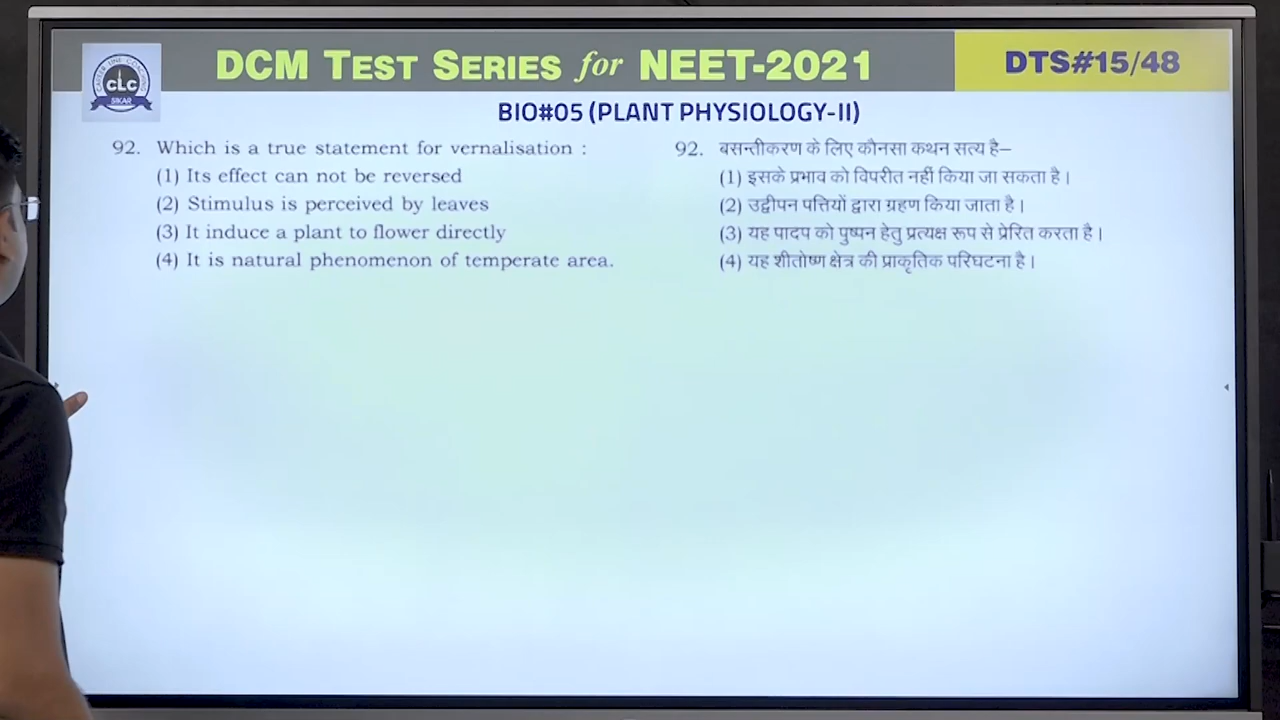 CAREER LINE COACHING
CLC
SIKAR
DCM TEST SERIES for NEET-2021
DTS#15/48
BIO#05 (PLANT PHYSIOLOGY-II)
92. Which is a true statement for vernalisation :
(1) Its effect can not be reversed
(2) Stimulus is perceived by leaves
(3) It induce a plant to flower directly
(4) It is natural phenomenon of temperate area.
92. बसन्तीकरण के लिए कौनसा कथन सत्य है–
(1) इसके प्रभाव को विपरीत नहीं किया जा सकता है।
(2) उद्दीपन पत्तियों द्वारा ग्रहण किया जाता है।
(3) यह पादप को पुष्पन हेतु प्रत्यक्ष रूप से प्रेरित करता है।
(4) यह शीतोष्ण क्षेत्र की प्राकृतिक परिघटना है।